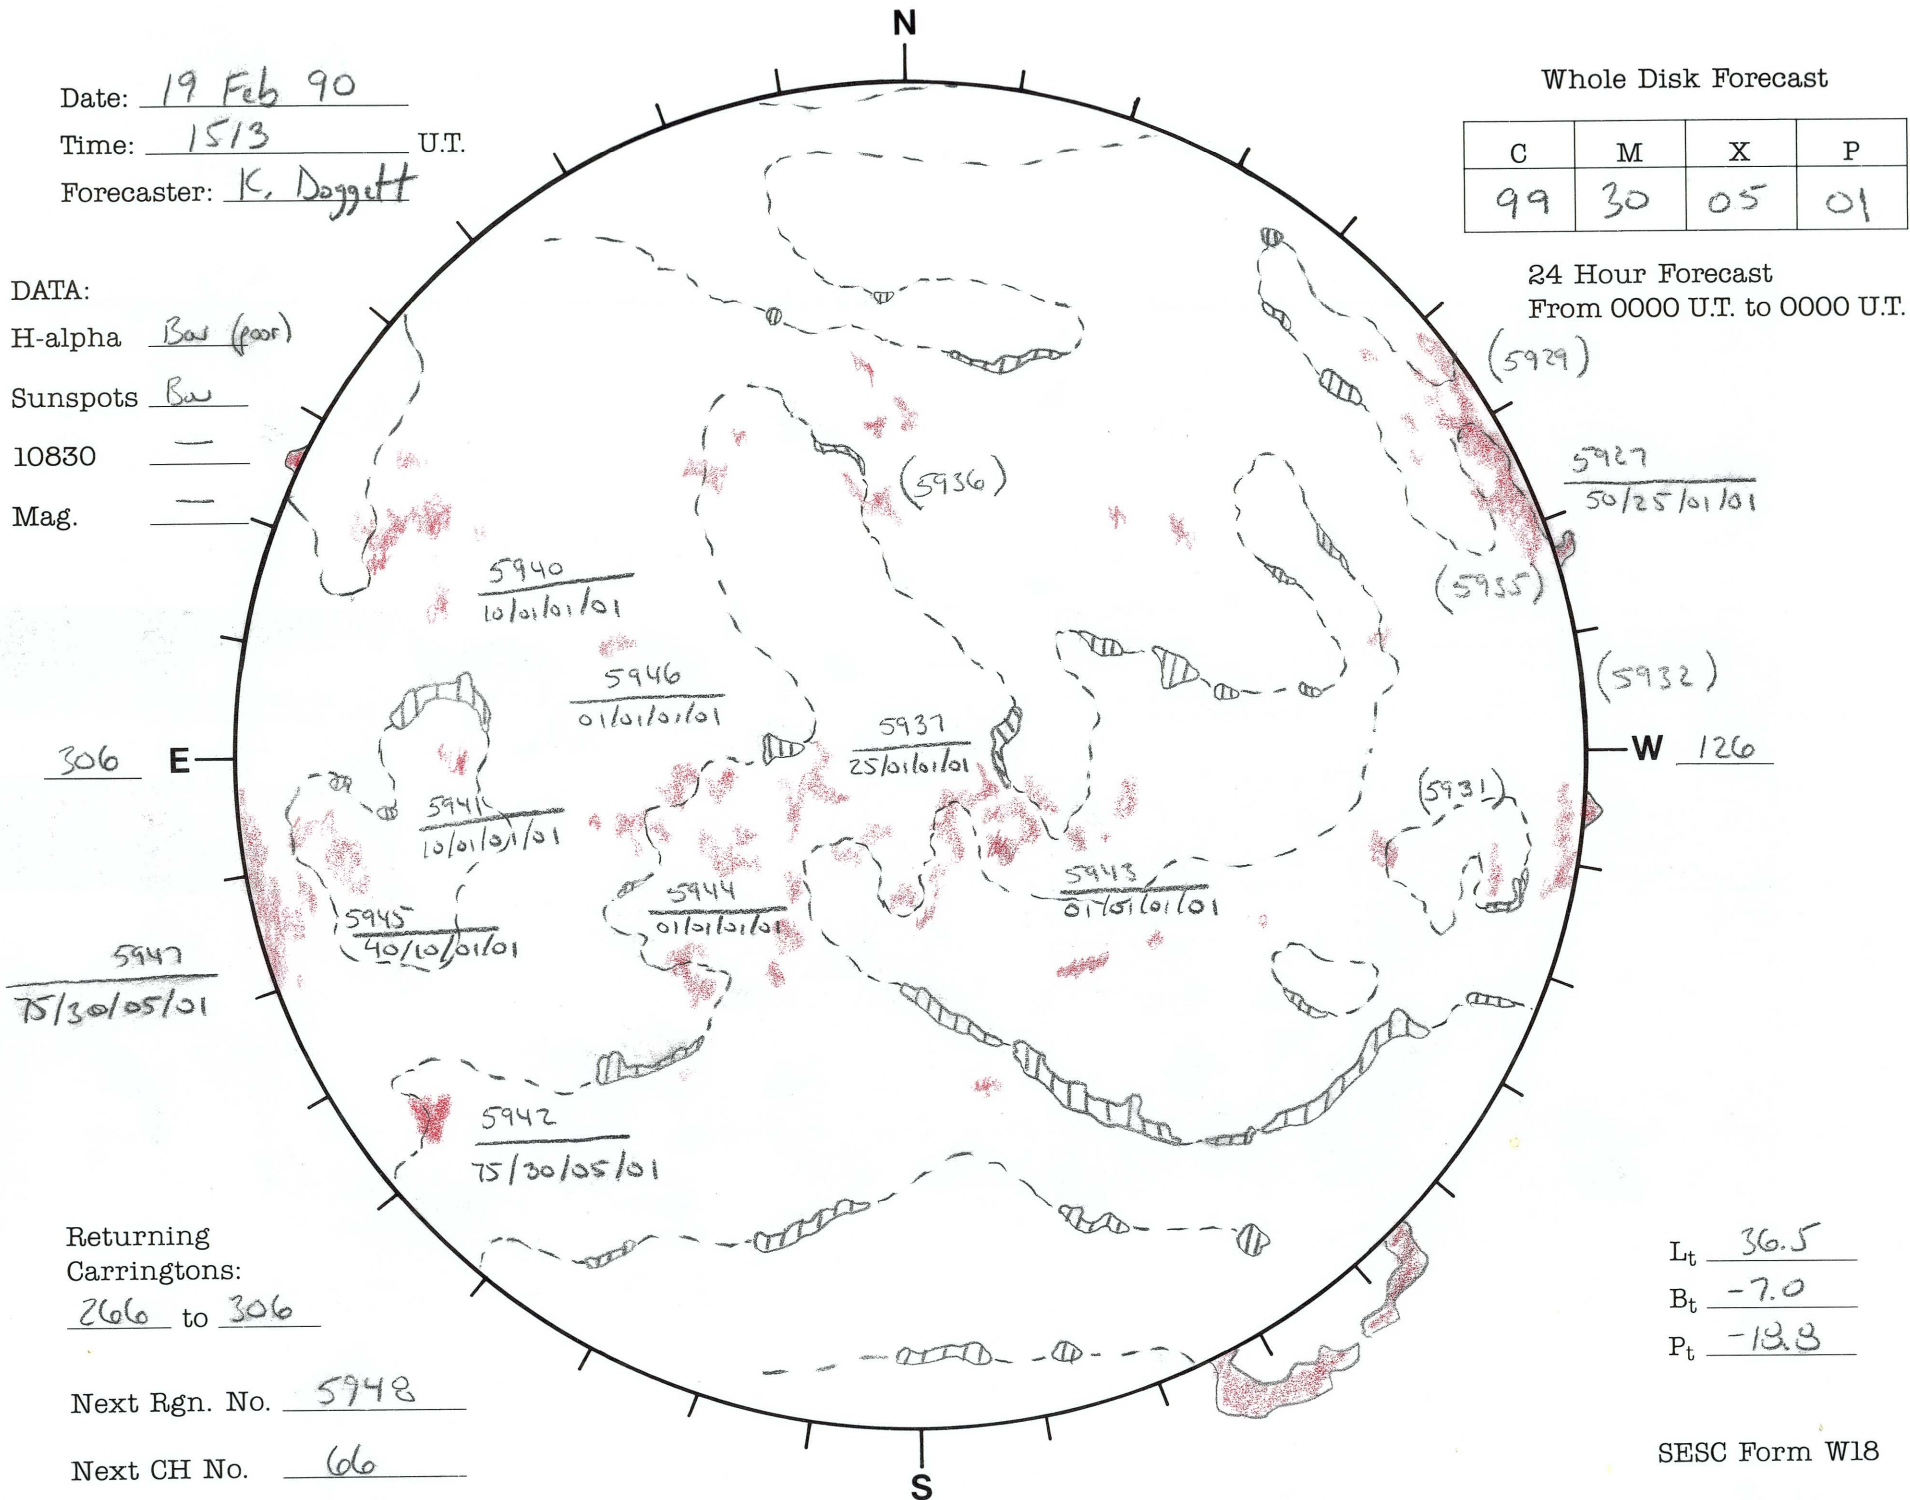 N
Date: 19 Feb 90
Time: 1513 U.T.
Forecaster: K. Doggett
Whole Disk Forecast
C M X P
99 30 05 01
24 Hour Forecast
From 0000 U.T. to 0000 U.T.
DATA:
H-alpha Bou (poor)
Sunspots Bou
10830 —
Mag. —
(5929)
(5936)
5927
50/25/01/01
5940
10/01/01/01
(5935)
5946
01/01/01/01
(5932)
5937
25/01/01/01
306 E
W 126
5941
10/01/01/01
(5931)
5944
01/01/01/01
5943
01/01/01/01
5945
40/10/01/01
5947
75/30/05/01
5942
75/30/05/01
Returning
Carringtons:
266 to 306
Lt 36.5
Bt -7.0
Pt -18.8
Next Rgn. No. 5948
Next CH No. 66
SESC Form W18
S